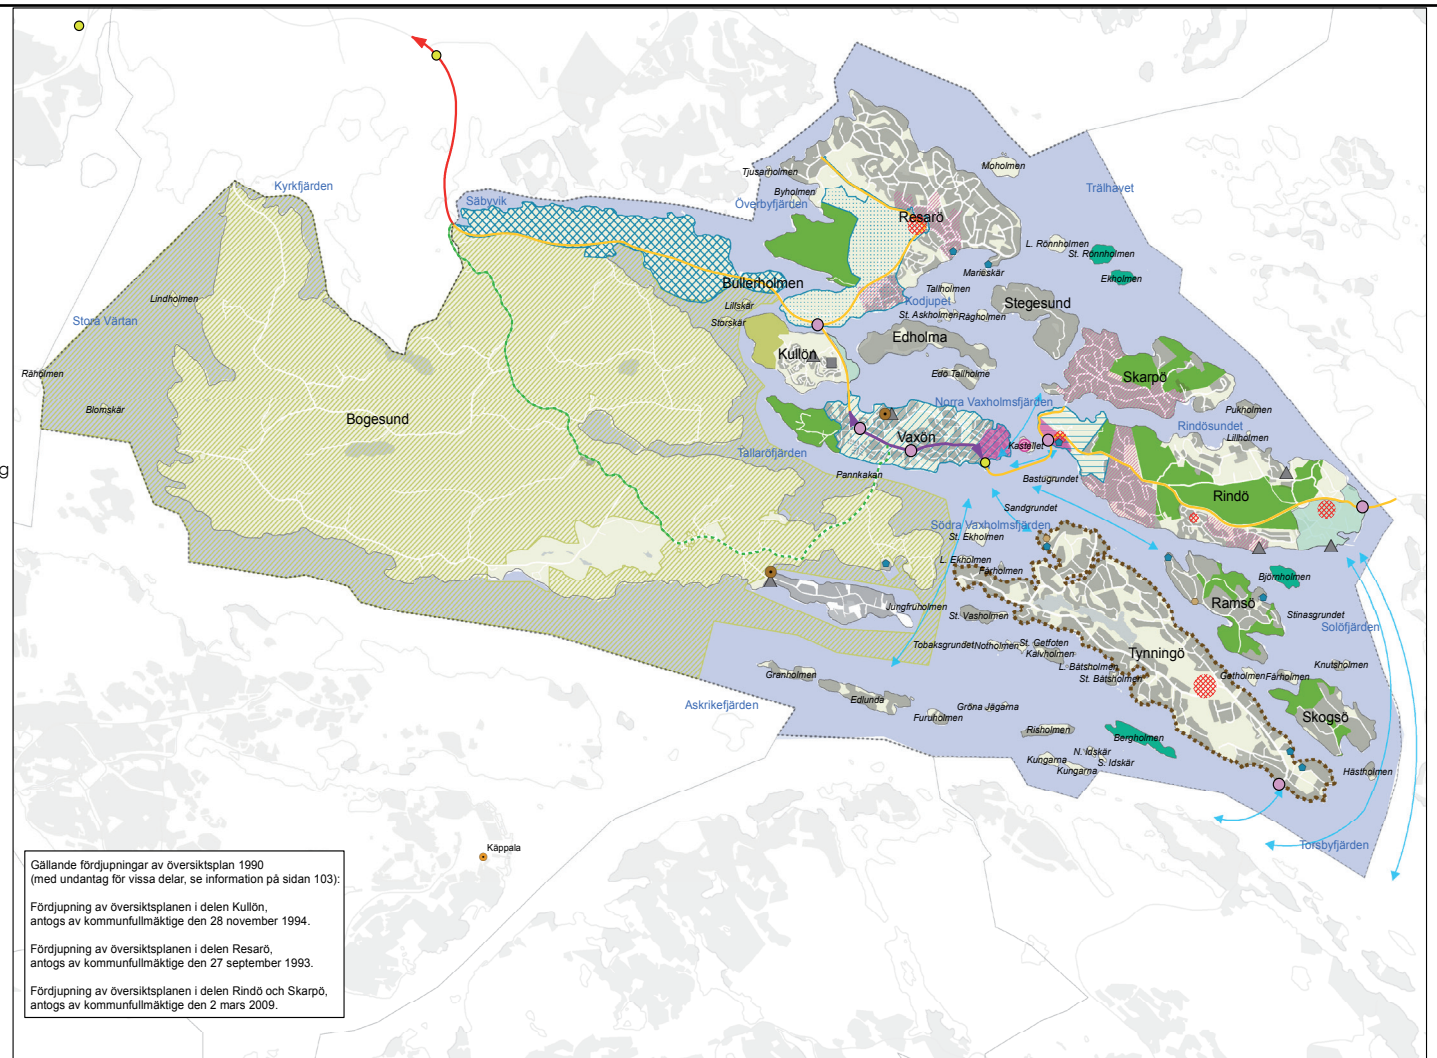 Kyrkfjärden
Säbyvik
Tjusarholmen
Byholmen
Överbyfjärden
Moholmen
Trälhavet
Resarö
L. Rönnholmen
St. Rönnholmen
Ekholmen
Marieskär
Tallholmen
Kodjupet
St. Askholmen
Rågholmen
Stegesund
Bullerholmen
Lillskär
Storskär
Lindholmen
Stora Värtan
Edholma
Kullön
Edö Tallholme
Skarpö
Råholmen
Blomskär
Bogesund
Norra Vaxholmsfjärden
Pukholmen
Rindösundet
Lillholmen
Vaxön
Kastellet
Tallaröfjärden
g
Pannkakan
Bastugrundet
Rindö
Sandgrundet
Södra Vaxholmsfjärden
St. Ekholmen
L. Ekholmen
Fårholmen
Björnholmen
Jungfruholmen
Ramsö
Stinasgrundet
St. Vasholmen
Solöfjärden
Tobaksgrundet
Notholmen
St. Getfoten
Kalvholmen
Tynningö
L. Båtsholmen
St. Båtsholmen
Granholmen
Getholmen
Fårholmen
Knutsholmen
Edlunda
Askrikefjärden
Gröna Jägarna
Furuholmen
Skogsö
Risholmen
Bergholmen
N. Idskär
S. Idskär
Kungarna
Kungarna
Hästholmen
Torsbyfjärden
Käppala
Gällande fördjupningar av översiktsplan 1990
(med undantag för vissa delar, se information på sidan 103):
Fördjupning av översiktsplanen i delen Kullön,
antogs av kommunfullmäktige den 28 november 1994.
Fördjupning av översiktsplanen i delen Resarö,
antogs av kommunfullmäktige den 27 september 1993.
Fördjupning av översiktsplanen i delen Rindö och Skarpö,
antogs av kommunfullmäktige den 2 mars 2009.